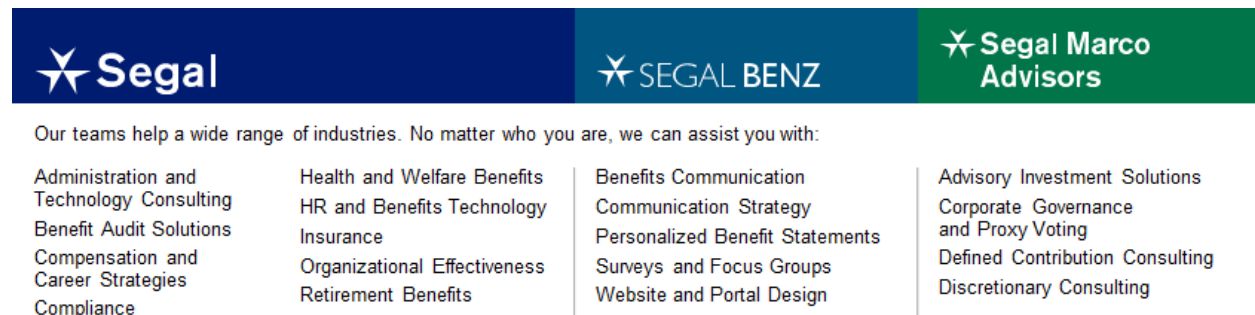 Segal
SEGAL BENZ
Segal Marco
Advisors
Our teams help a wide range of industries. No matter who you are, we can assist you with:
Administration and
Technology Consulting
Benefit Audit Solutions
Compensation and
Career Strategies
Compliance
Health and Welfare Benefits
HR and Benefits Technology
Insurance
Organizational Effectiveness
Retirement Benefits
Benefits Communication
Communication Strategy
Personalized Benefit Statements
Surveys and Focus Groups
Website and Portal Design
Advisory Investment Solutions
Corporate Governance
and Proxy Voting
Defined Contribution Consulting
Discretionary Consulting